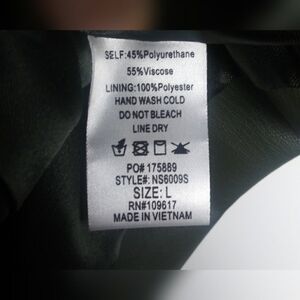 SELF:45%Polyurethane
55%Viscose
LINING:100%Polyester
HAND WASH COLD
DO NOT BLEACH
LINE DRY
PO# 175889
STYLE#: NS6009S
SIZE: L
RN#109617
MADE IN VIETNAM